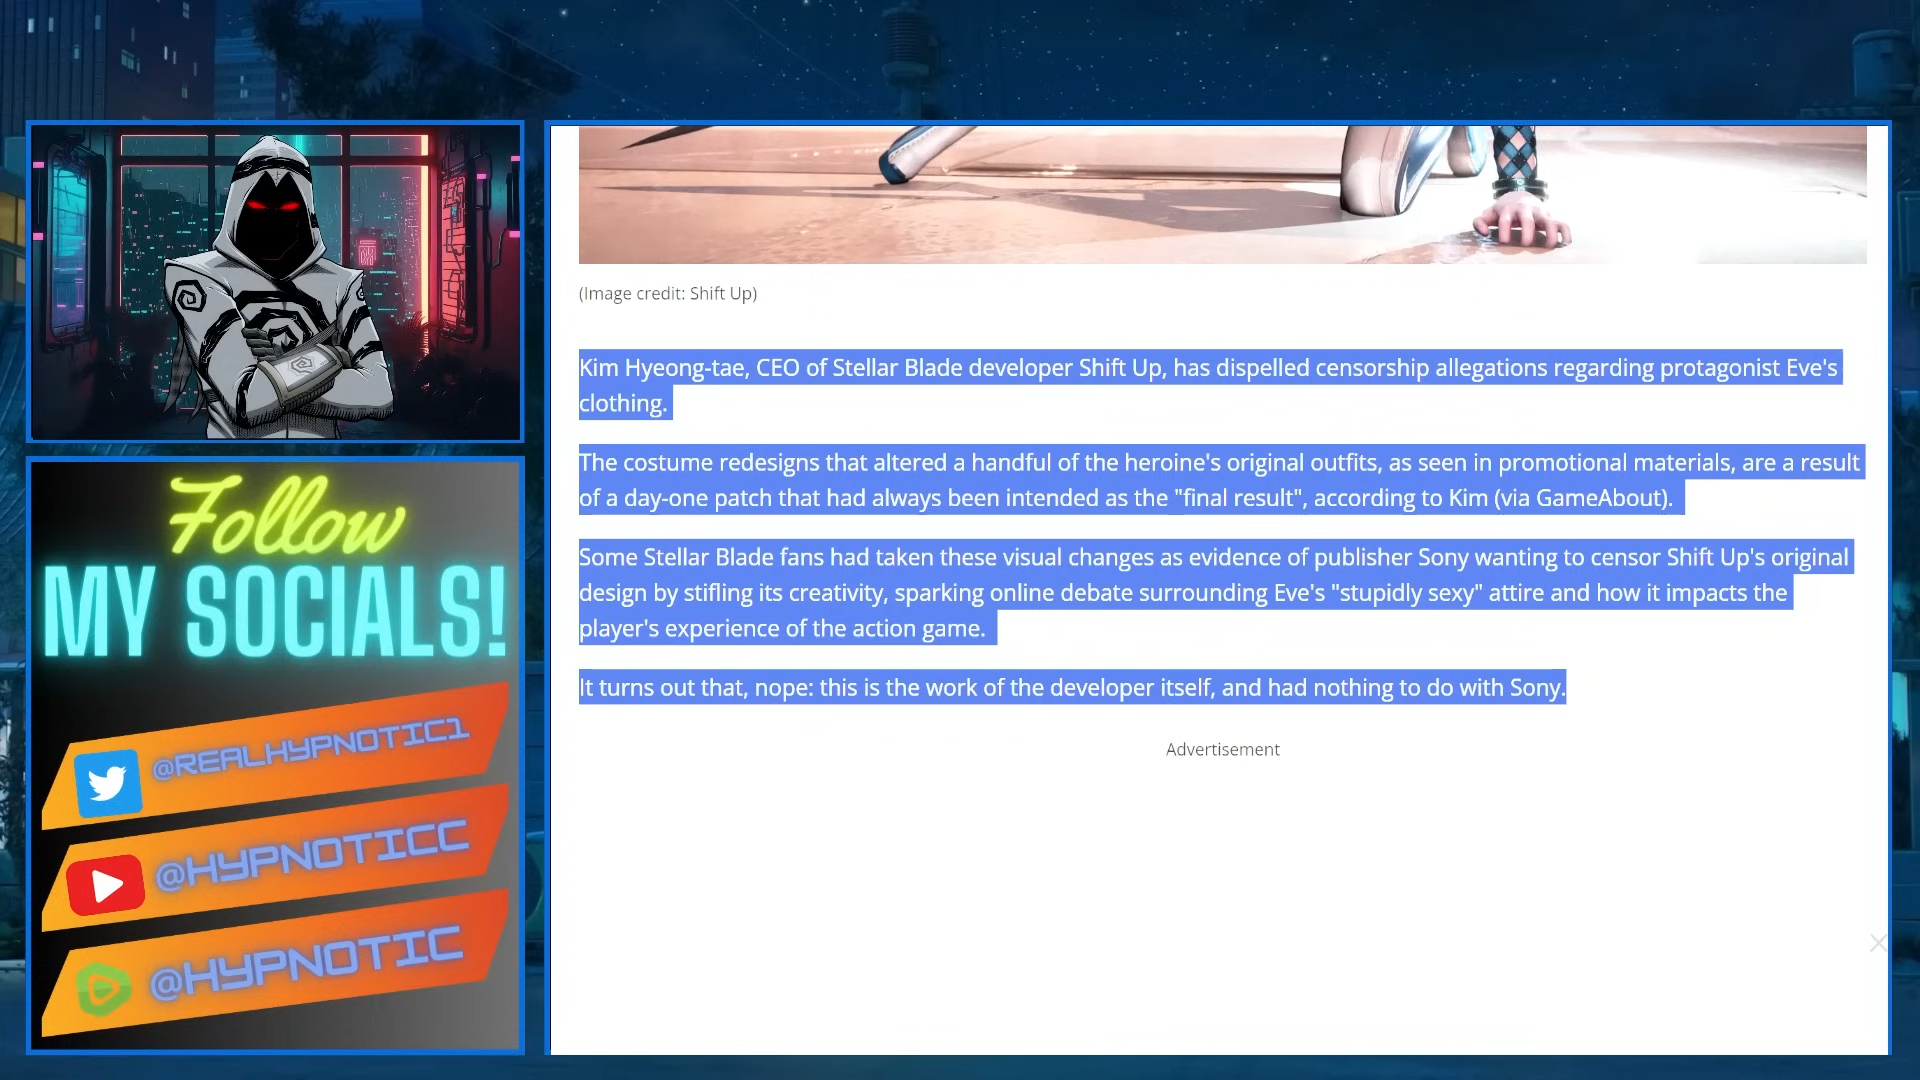 Follow
MY SOCIALS!
@REALHYPNOTIC1
@HYPNOTICC
@HYPNOTIC
(Image credit: Shift Up)
Kim Hyeong-tae, CEO of Stellar Blade developer Shift Up, has dispelled censorship allegations regarding protagonist Eve's
clothing.
The costume redesigns that altered a handful of the heroine's original outfits, as seen in promotional materials, are a result
of a day-one patch that had always been intended as the "final result", according to Kim (via GameAbout).
Some Stellar Blade fans had taken these visual changes as evidence of publisher Sony wanting to censor Shift Up's original
design by stifling its creativity, sparking online debate surrounding Eve's "stupidly sexy" attire and how it impacts the
player's experience of the action game.
It turns out that, nope: this is the work of the developer itself, and had nothing to do with Sony.
Advertisement